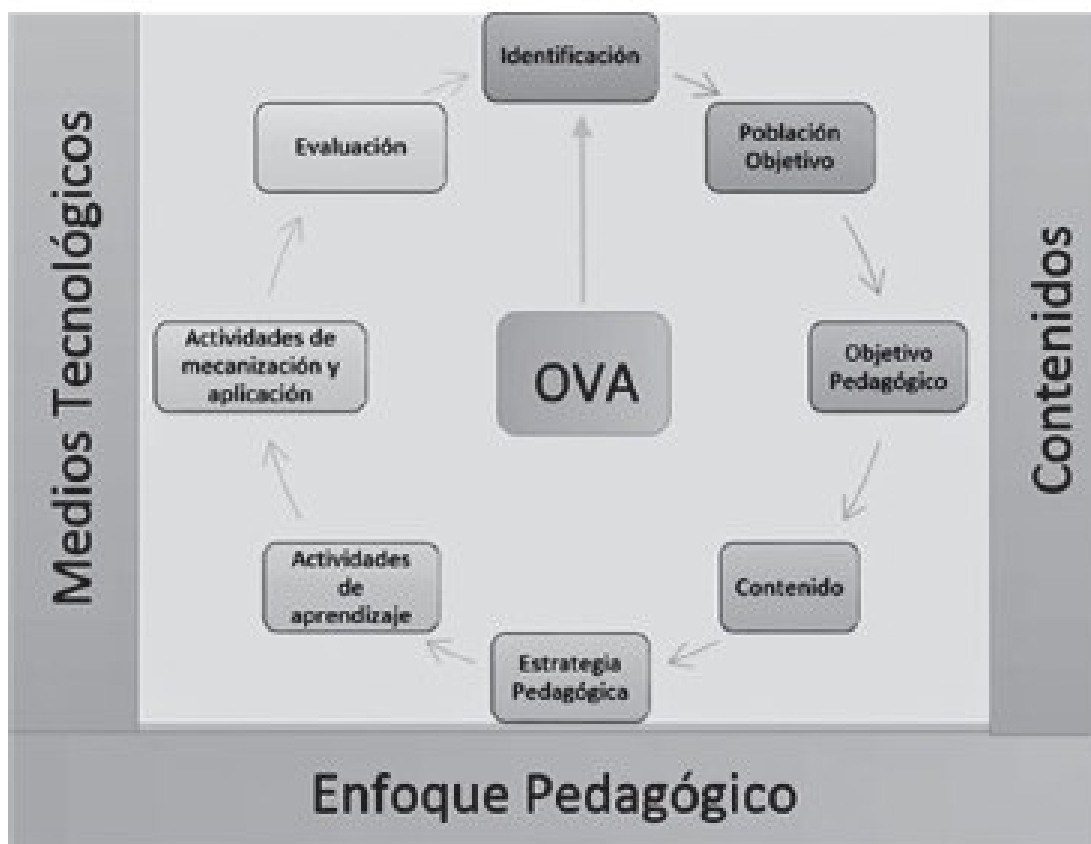 Identificación
Población
Objetivo
Objetivo
Pedagógico
Contenido
Estrategia
Pedagógica
Actividades
de
aprendizaje
Actividades de
mecanización y
aplicación
Evaluación
OVA
Medios Tecnológicos
Contenidos
Enfoque Pedagógico